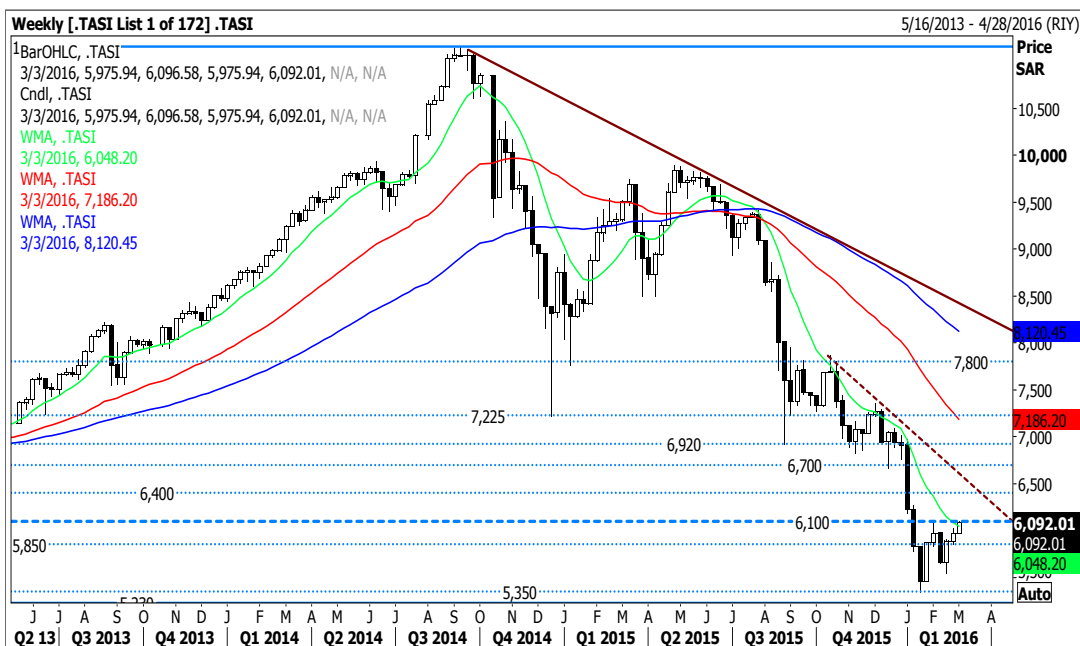 Weekly [.TASI List 1 of 172] .TASI
5/16/2013 - 4/28/2016 (RIY)
1
BarOHLC, .TASI
3/3/2016, 5,975.94, 6,096.58, 5,975.94, 6,092.01, N/A, N/A
Cndl, .TASI
3/3/2016, 5,975.94, 6,096.58, 5,975.94, 6,092.01, N/A, N/A
WMA, .TASI
3/3/2016, 6,048.20
WMA, .TASI
3/3/2016, 7,186.20
WMA, .TASI
3/3/2016, 8,120.45
Price
SAR
10,500
10,000
9,500
9,000
8,500
8,120.45
8,000
7,800
7,500
7,225
7,186.20
7,000
6,920
6,700
6,500
6,400
6,100
6,092.01
6,092.01
5,850
6,048.20
5,500
5,350
Auto
J J A S O N D J F M A M J J A S O N D J F M A M J J A S O N D J F M A
Q2 13 Q3 2013 Q4 2013 Q1 2014 Q2 2014 Q3 2014 Q4 2014 Q1 2015 Q2 2015 Q3 2015 Q4 2015 Q1 2016